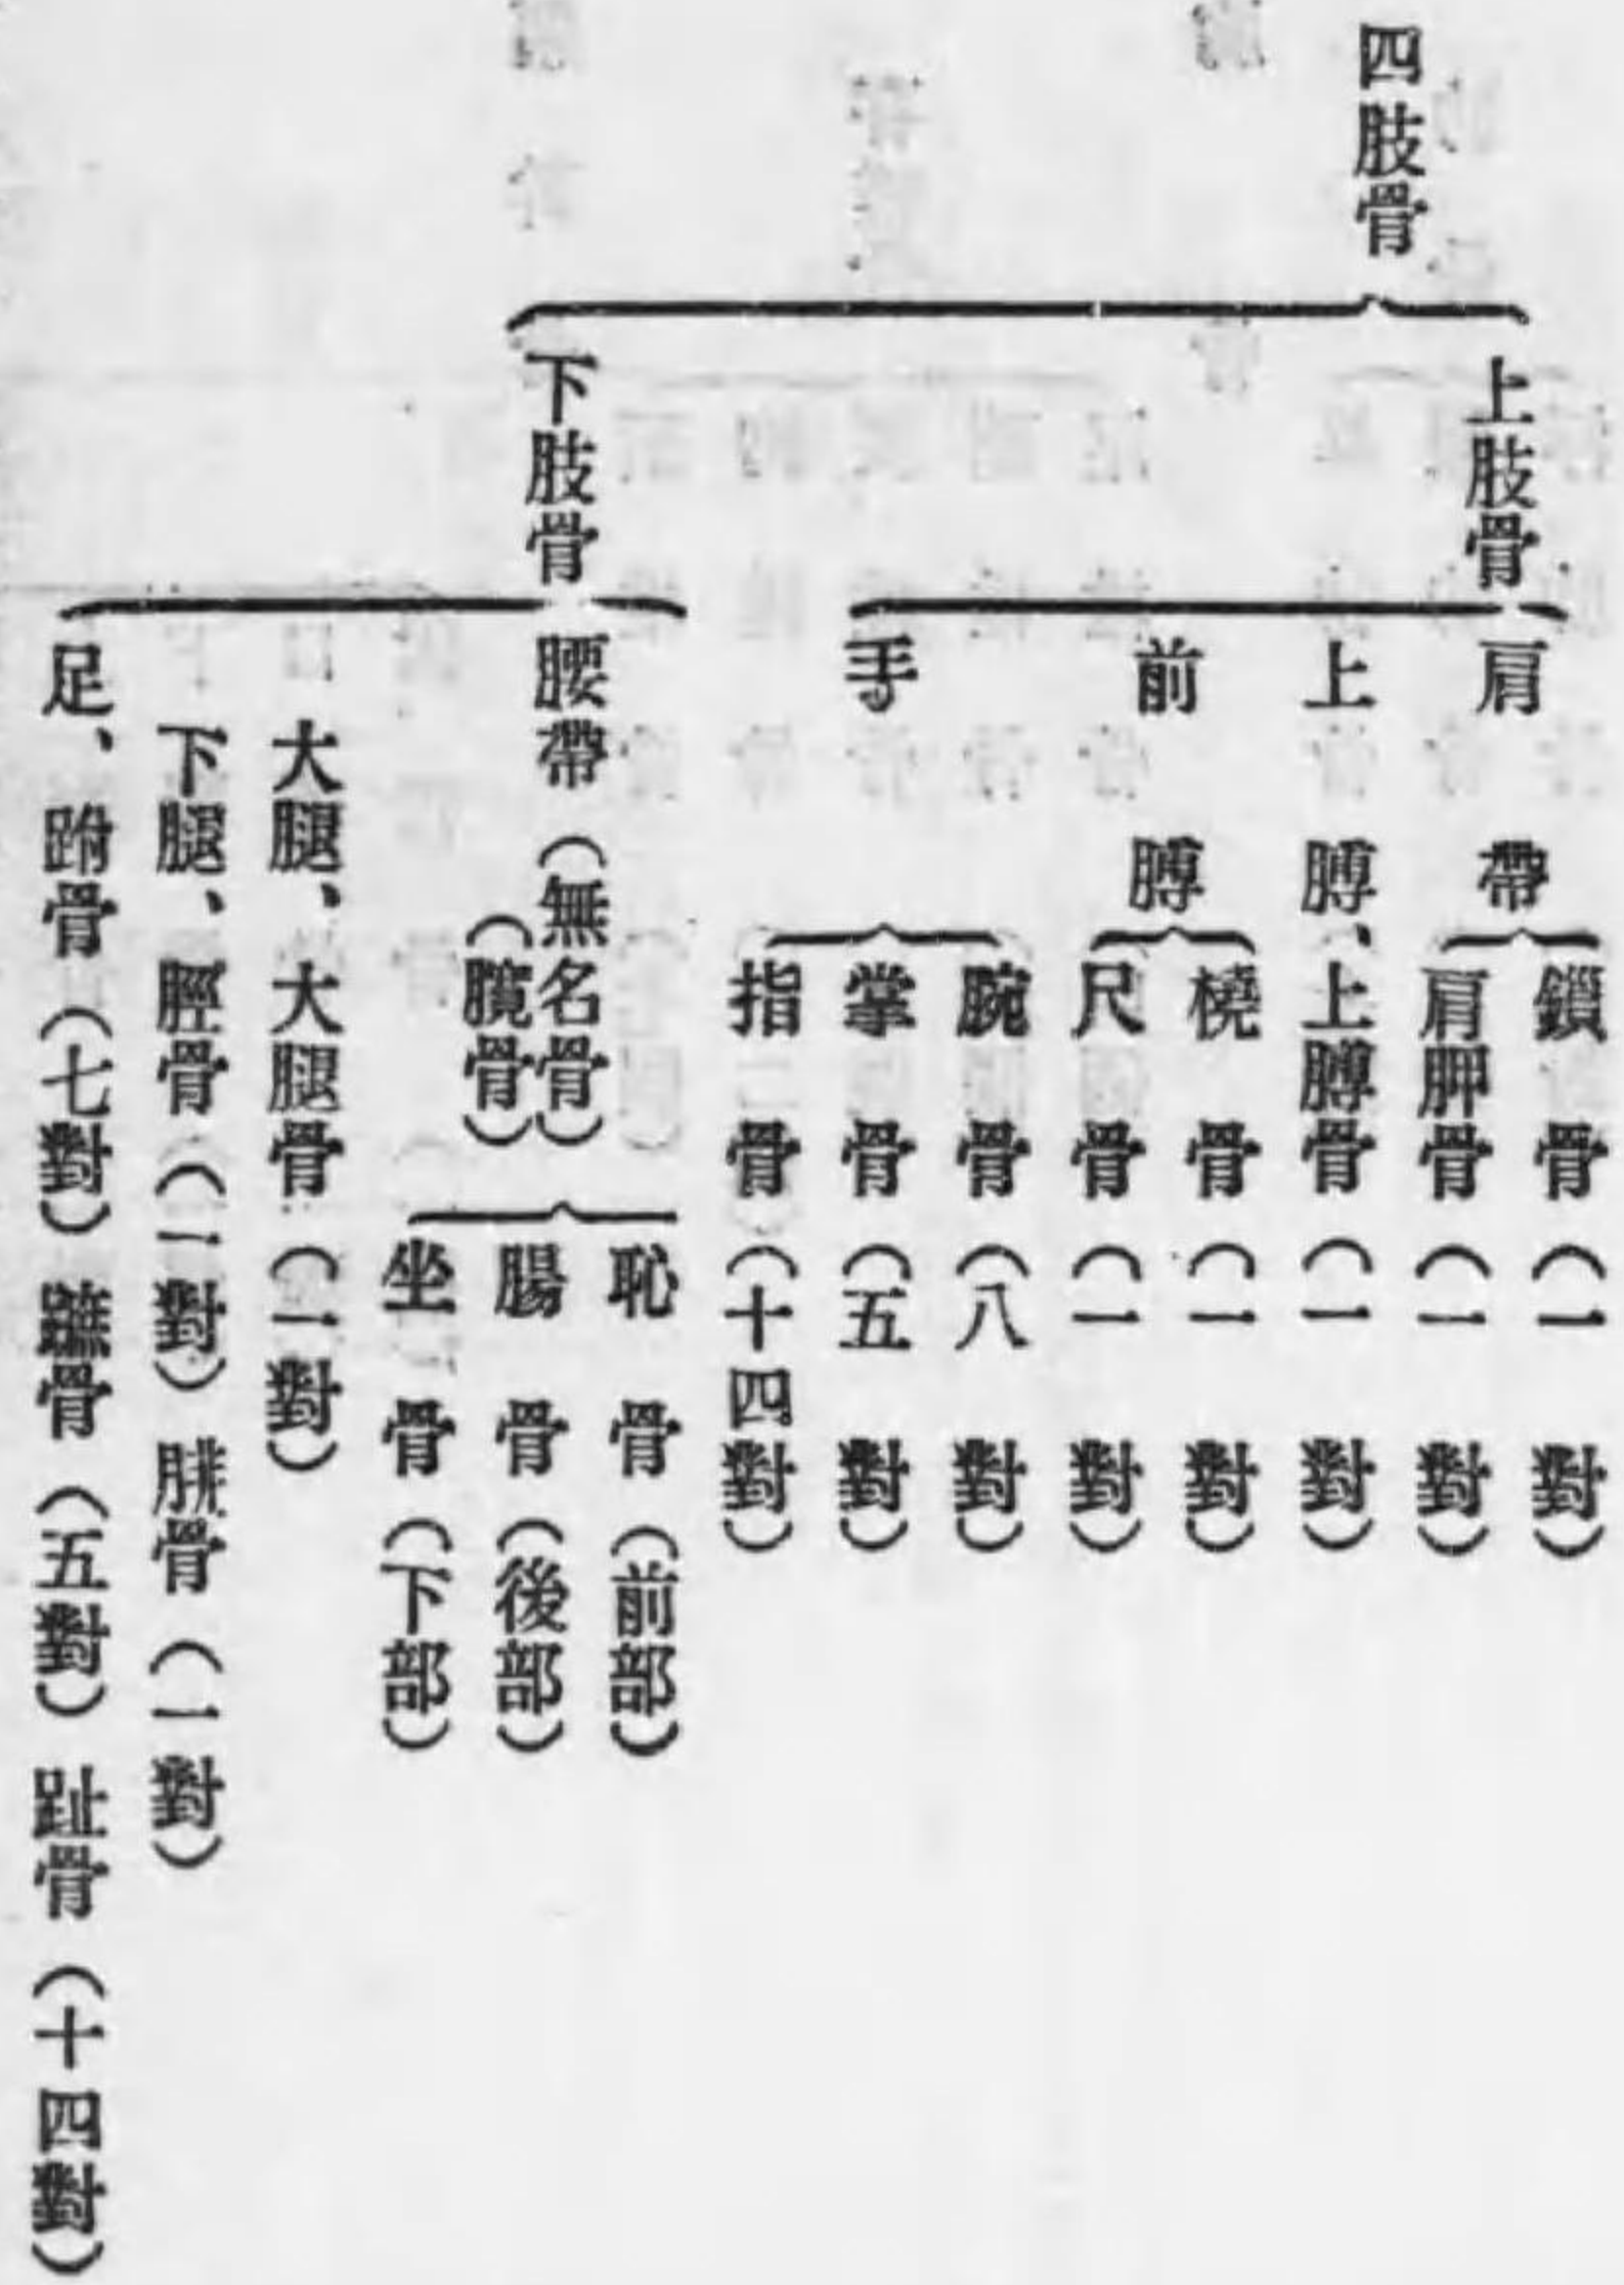 四肢骨
上肢骨
肩帶
鎖骨(一對)
肩胛骨(一對)
上膊、上膊骨(一對)
前膊
橈骨(一對)
尺骨(一對)
手
腕骨(八對)
掌骨(五對)
指骨(十四對)
下肢骨
腰帶(無名骨)
(臗骨)
恥骨(前部)
腸骨(後部)
坐骨(下部)
大腿、大腿骨(一對)
下腿、脛骨(一對)腓骨(一對)
足、跗骨(七對)蹠骨(五對)趾骨(十四對)